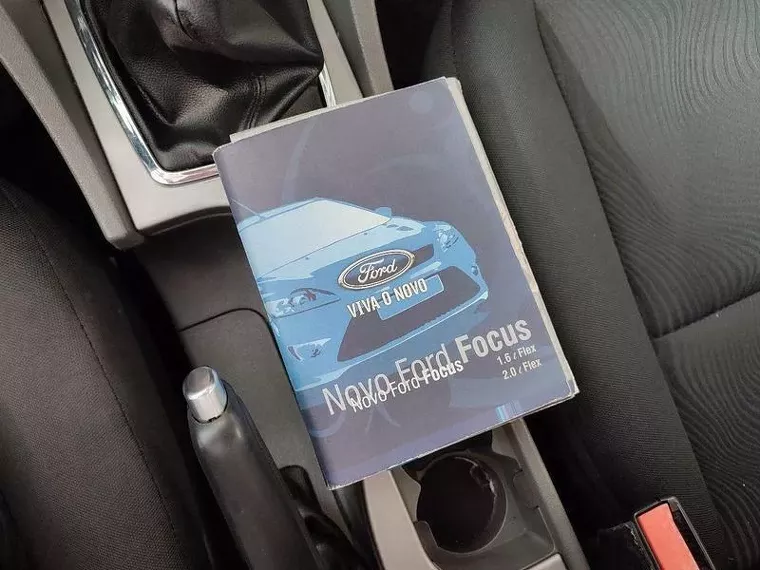 Ford
VIVA O NOVO
Novo Ford Focus
Novo Ford Focus
1.6 ℓ Flex
2.0 ℓ Flex